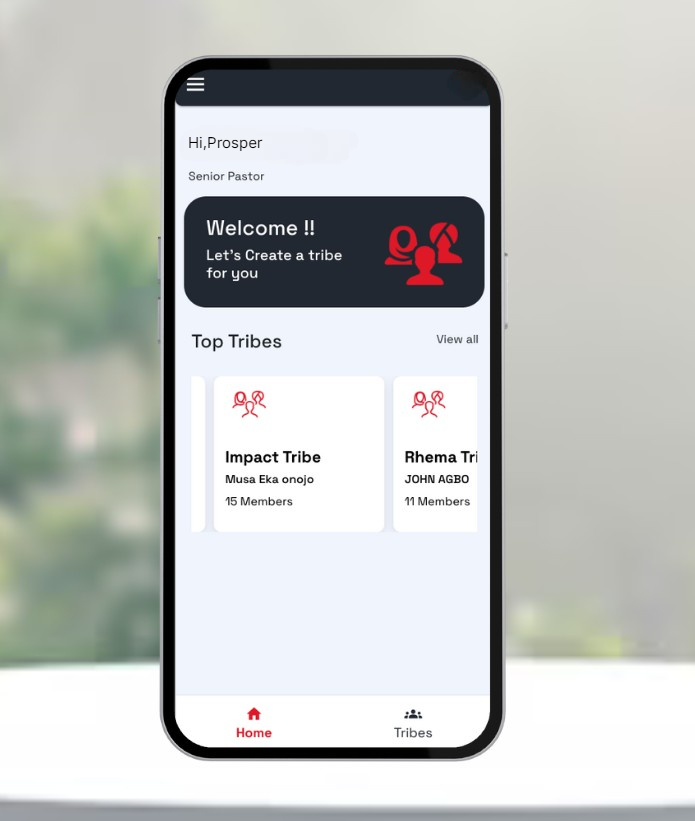 Hi,Prosper
Senior Pastor
Welcome !!
Let's Create a tribe
for you
Top Tribes
View all
Impact Tribe
Musa Eka onojo
15 Members
Rhema Tri
JOHN AGBO
11 Members
Home
Tribes